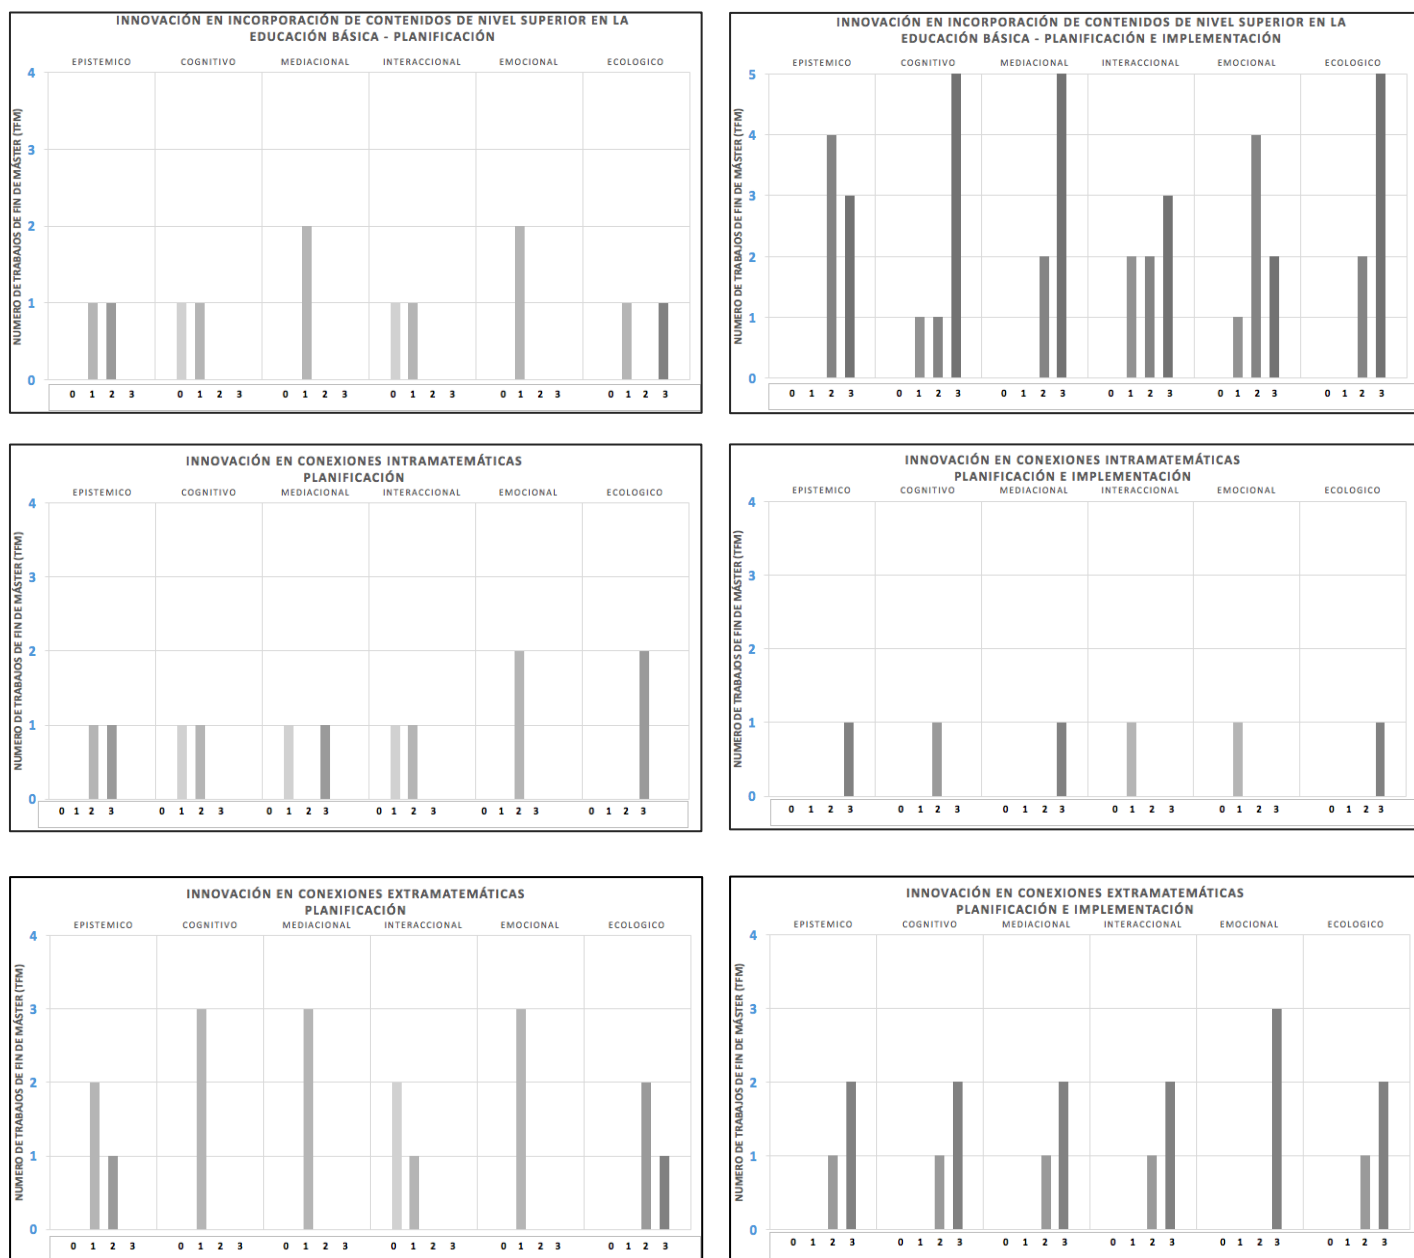 INNOVACIÓN EN INCORPORACIÓN DE CONTENIDOS DE NIVEL SUPERIOR EN LA
EDUCACIÓN BÁSICA - PLANIFICACIÓN
EPISTEMICO COGNITIVO MEDIACIONAL INTERACCIONAL EMOCIONAL ECOLOGICO
NUMERO DE TRABAJOS DE FIN DE MÁSTER (TFM)
4
3
2
1
0
0 1 2 3 0 1 2 3 0 1 2 3 0 1 2 3 0 1 2 3 0 1 2 3
INNOVACIÓN EN INCORPORACIÓN DE CONTENIDOS DE NIVEL SUPERIOR EN LA
EDUCACIÓN BÁSICA - PLANIFICACIÓN E IMPLEMENTACIÓN
EPISTEMICO COGNITIVO MEDIACIONAL INTERACCIONAL EMOCIONAL ECOLOGICO
NUMERO DE TRABAJOS DE FIN DE MÁSTER (TFM)
5
4
3
2
1
0
0 1 2 3 0 1 2 3 0 1 2 3 0 1 2 3 0 1 2 3 0 1 2 3
INNOVACIÓN EN CONEXIONES INTRAMATEMÁTICAS
PLANIFICACIÓN
EPISTEMICO COGNITIVO MEDIACIONAL INTERACCIONAL EMOCIONAL ECOLOGICO
NUMERO DE TRABAJOS DE FIN DE MÁSTER (TFM)
4
3
2
1
0
0 1 2 3 0 1 2 3 0 1 2 3 0 1 2 3 0 1 2 3 0 1 2 3
INNOVACIÓN EN CONEXIONES INTRAMATEMÁTICAS
PLANIFICACIÓN E IMPLEMENTACIÓN
EPISTEMICO COGNITIVO MEDIACIONAL INTERACCIONAL EMOCIONAL ECOLOGICO
NUMERO DE TRABAJOS DE FIN DE MÁSTER (TFM)
4
3
2
1
0
0 1 2 3 0 1 2 3 0 1 2 3 0 1 2 3 0 1 2 3 0 1 2 3
INNOVACIÓN EN CONEXIONES EXTRAMATEMÁTICAS
PLANIFICACIÓN
EPISTEMICO COGNITIVO MEDIACIONAL INTERACCIONAL EMOCIONAL ECOLOGICO
NUMERO DE TRABAJOS DE FIN DE MÁSTER (TFM)
4
3
2
1
0
0 1 2 3 0 1 2 3 0 1 2 3 0 1 2 3 0 1 2 3 0 1 2 3
INNOVACIÓN EN CONEXIONES EXTRAMATEMÁTICAS
PLANIFICACIÓN E IMPLEMENTACIÓN
EPISTEMICO COGNITIVO MEDIACIONAL INTERACCIONAL EMOCIONAL ECOLOGICO
NUMERO DE TRABAJOS DE FIN DE MÁSTER (TFM)
4
3
2
1
0
0 1 2 3 0 1 2 3 0 1 2 3 0 1 2 3 0 1 2 3 0 1 2 3